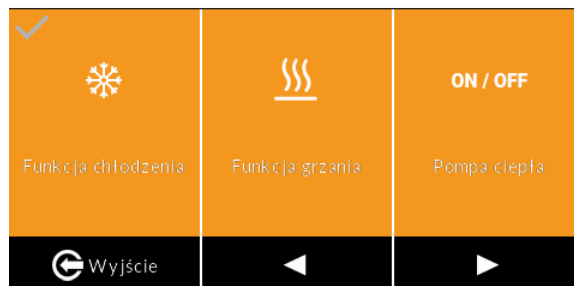 ON / OFF
Funkcja chłodzenia
Funkcja grzania
Pompa ciepła
Wyjście